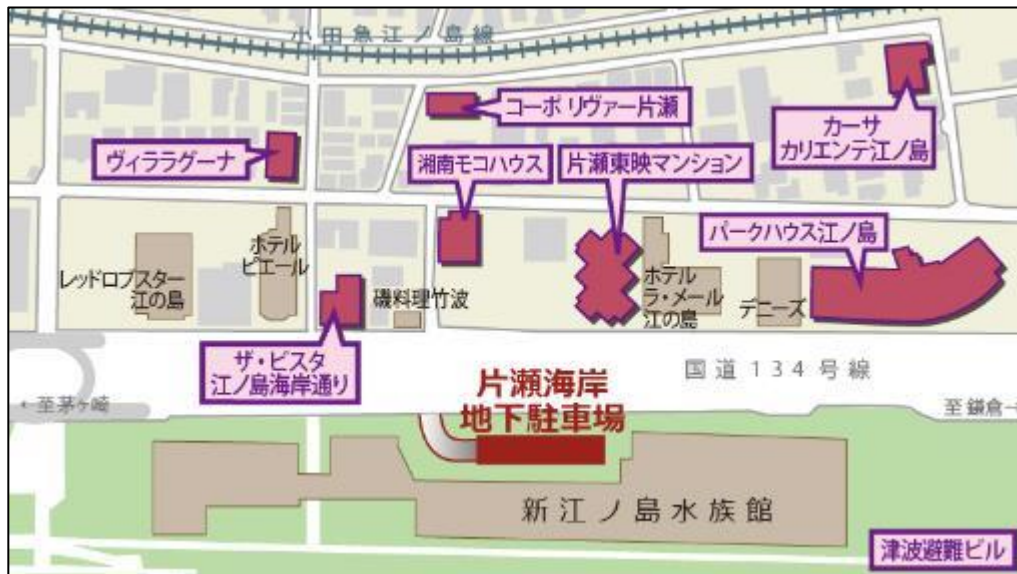 小田魚江ノ島線
コーポ リヴァー片瀬
カーサ
カリエンテ江ノ島
ヴィララグーナ
湘南モコハウス
片瀬東映マンション
パークハウス江ノ島
ホテル
ピエール
レッドロブスター
江の島
磯料理竹波
ホテル
ラ・メール
江の島
デニーズ
ザ・ビスタ
江ノ島海岸通り
国道134号線
片瀬海岸
地下駐車場
・至茅ヶ崎
至鎌倉→
新江ノ島水族館
津波避難ビル